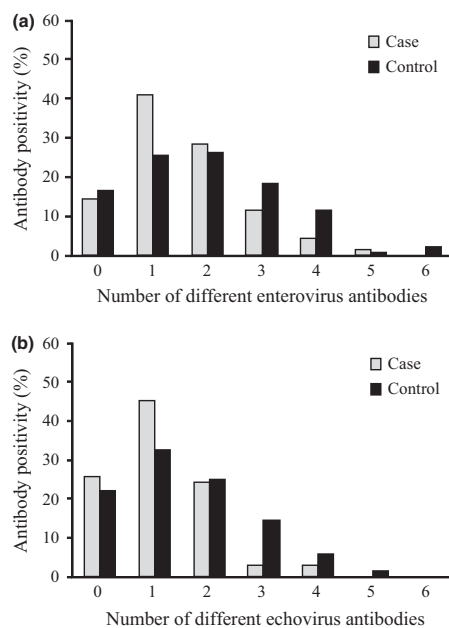 (a)
60
50
40
30
20
10
0
Antibody positivity (%)
Case
Control
0 1 2 3 4 5 6
Number of different enterovirus antibodies
(b)
60
50
40
30
20
10
0
Antibody positivity (%)
Case
Control
0 1 2 3 4 5 6
Number of different echovirus antibodies